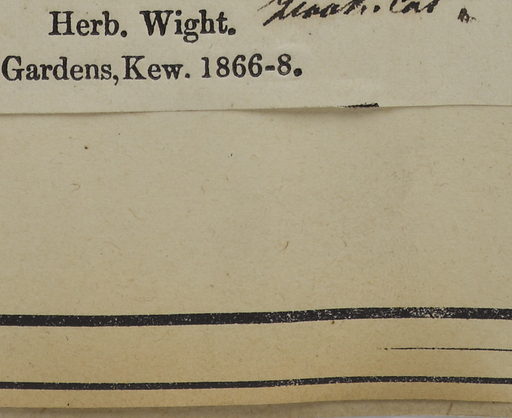 Herb. Wight.
Gardens, Kew. 1866-8.